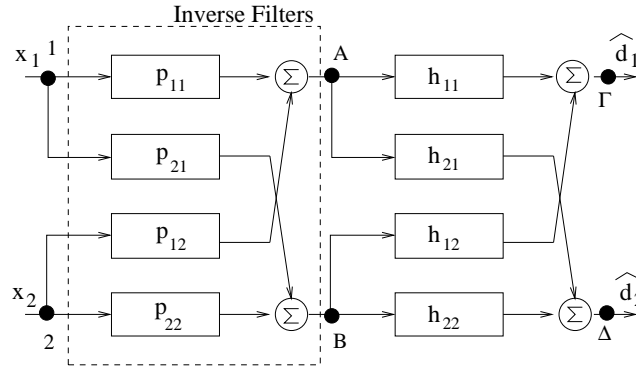 Inverse Filters
x1 1 p11 Σ A h11 Σ d̂1
Γ
p21 h21
p12 h12
x2 2 p22 Σ B h22 Σ Δ d̂2